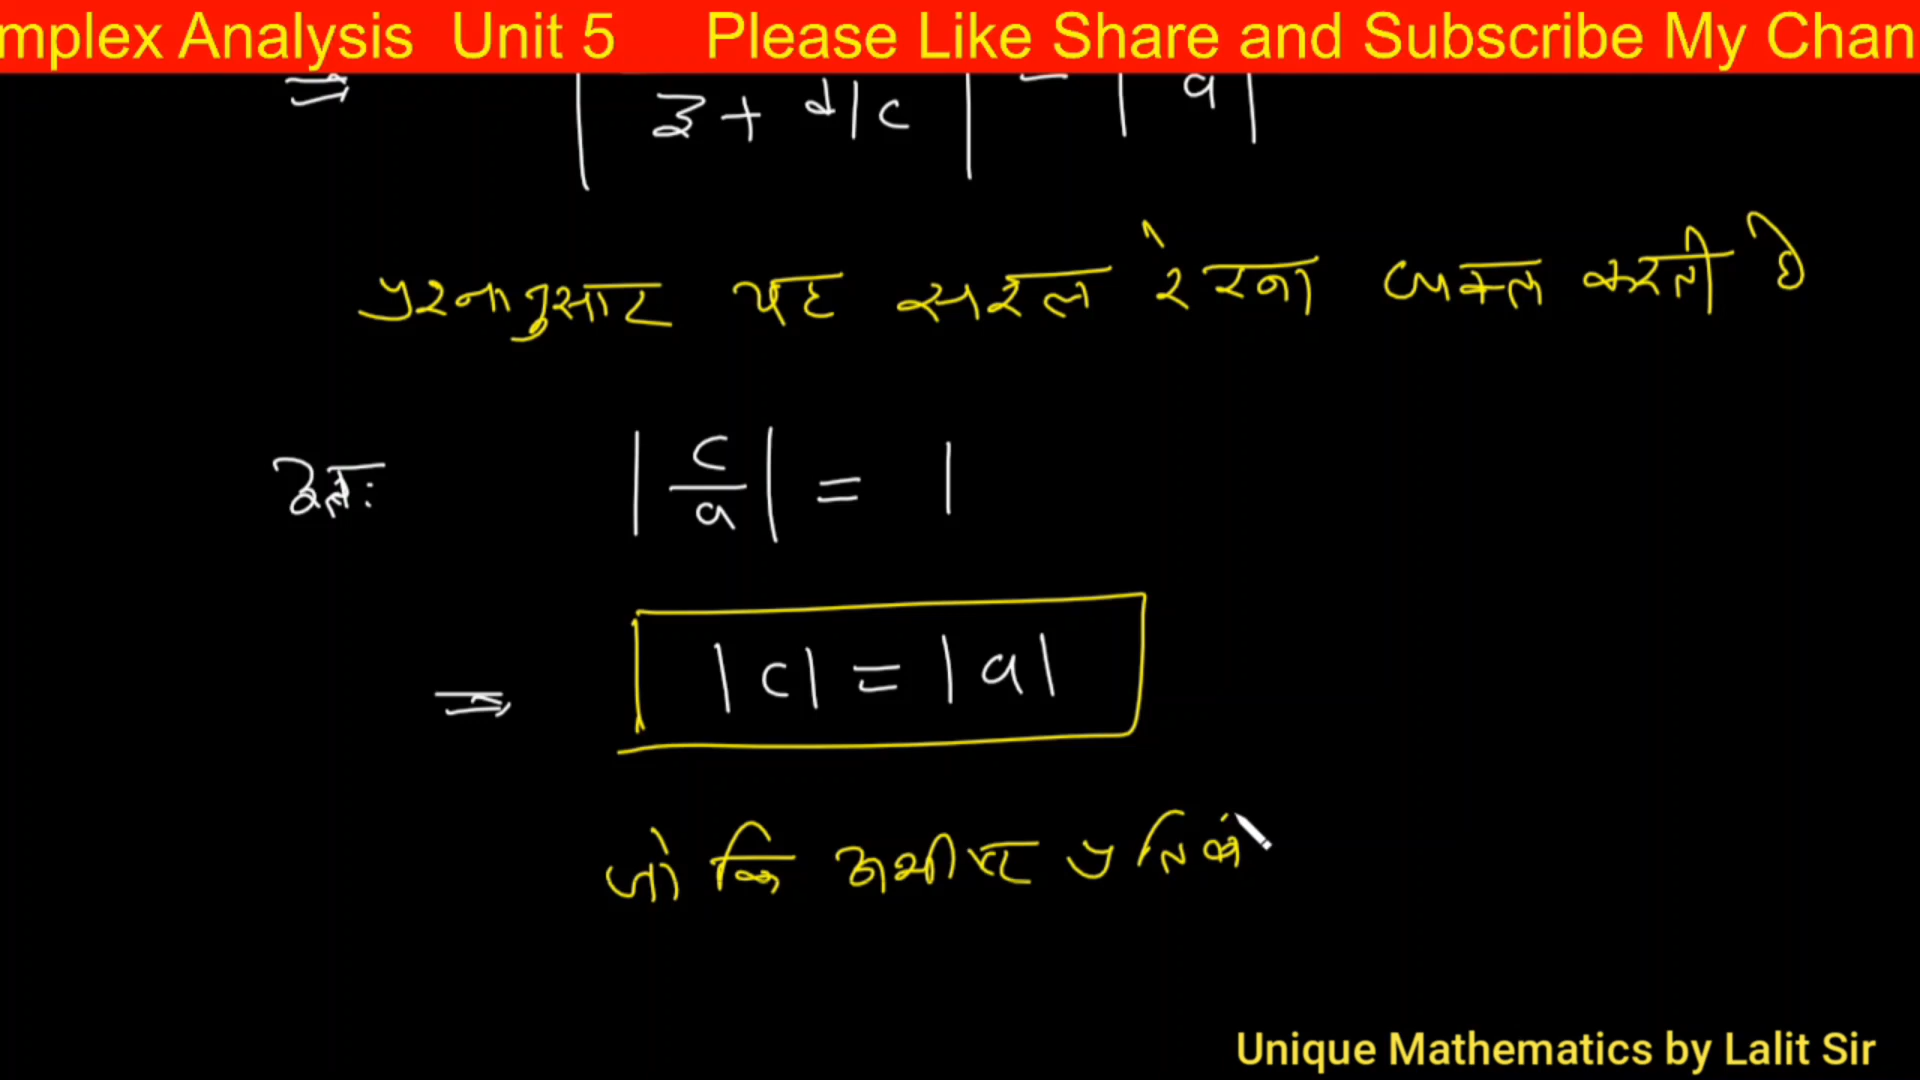 mplex Analysis Unit 5 Please Like Share and Subscribe My Chan
⇒ | z + d/c | = | a |
प्रश्नानुसार यह सरल रेखा व्यक्त करती है
अतः |c/a| = 1
⇒ |c| = |a|
जो कि अभीष्ट प्रतिबं
Unique Mathematics by Lalit Sir